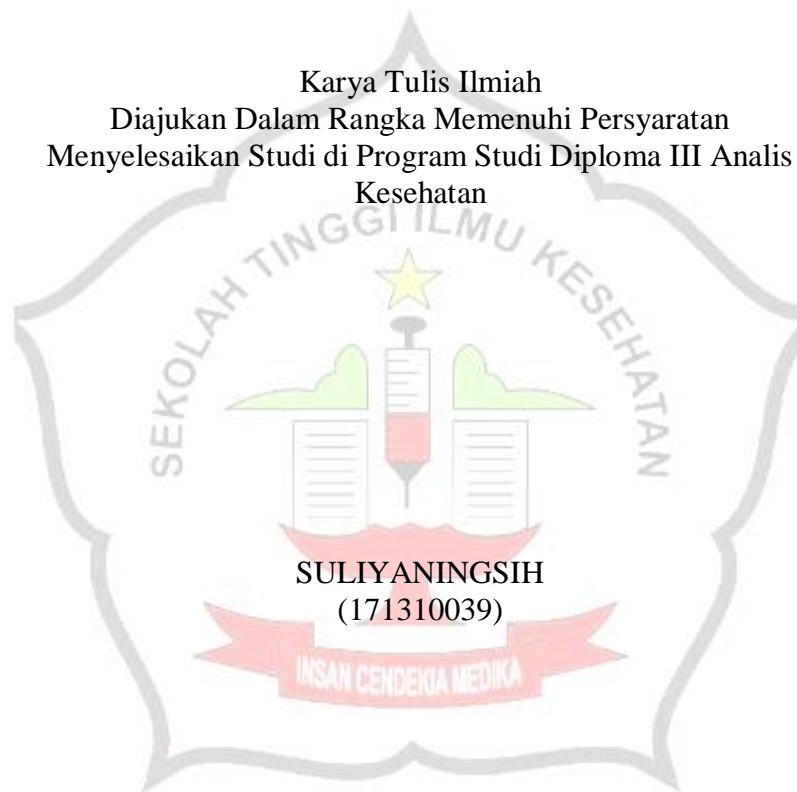 Karya Tulis Ilmiah
Diajukan Dalam Rangka Memenuhi Persyaratan
Menyelesaikan Studi di Program Studi Diploma III Analis
Kesehatan
SEKOLAH TINGGI ILMU KESEHATAN
SULIYANINGSIH
(171310039)
INSAN CENDEKIA MEDIKA